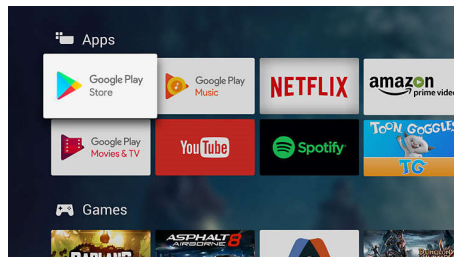 Apps
Google Play
Store
Google Play
Music
NETFLIX
amazon
prime video
Google Play
Movies & TV
YouTube
Spotify
TOON GOGGLES
TG
Games
BADLAND
ASPHALT 8
AIRBORNE